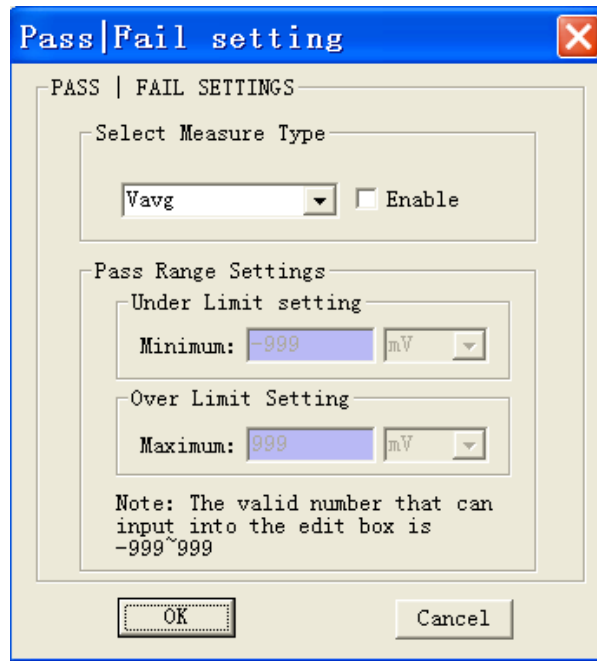 Pass|Fail setting
PASS | FAIL SETTINGS
Select Measure Type
Vavg Enable
Pass Range Settings
Under Limit setting
Minimum: -999 mV
Over Limit Setting
Maximum: 999 mV
Note: The valid number that can
input into the edit box is
-999~999
OK Cancel